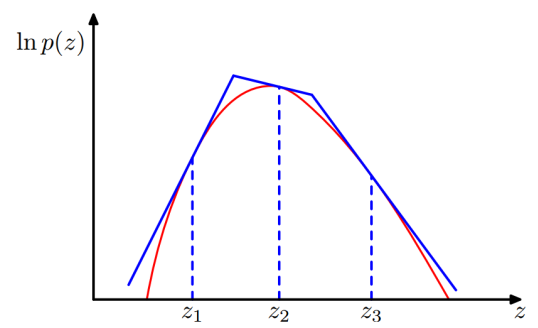 ln p(z)
z₁ z₂ z₃ z